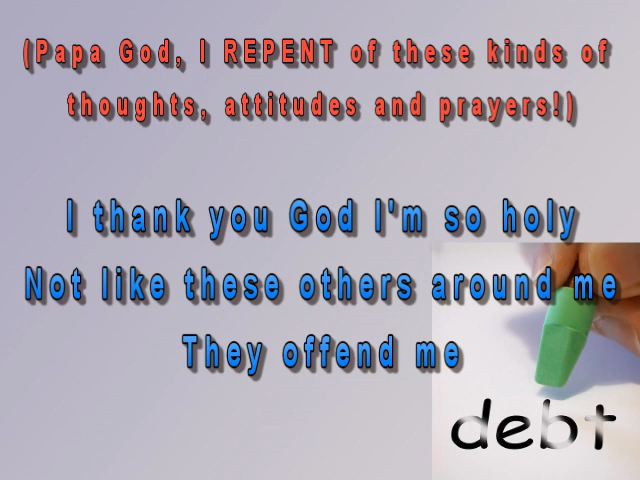 (Papa God, I REPENT of these kinds of
thoughts, attitudes and prayers!)
I thank you God I'm so holy
Not like these others around me
They offend me
debt